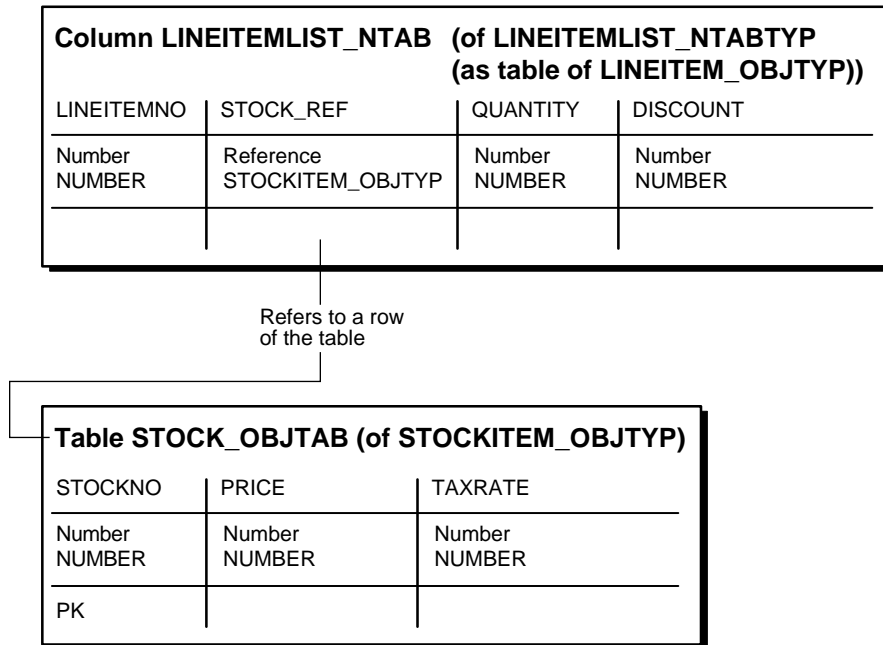 Column LINEITEMLIST_NTAB (of LINEITEMLIST_NTABTYP
(as table of LINEITEM_OBJTYP))
LINEITEMNO STOCK_REF QUANTITY DISCOUNT
Number Reference Number Number
NUMBER STOCKITEM_OBJTYP NUMBER NUMBER
Refers to a row
of the table
Table STOCK_OBJTAB (of STOCKITEM_OBJTYP)
STOCKNO PRICE TAXRATE
Number Number Number
NUMBER NUMBER NUMBER
PK